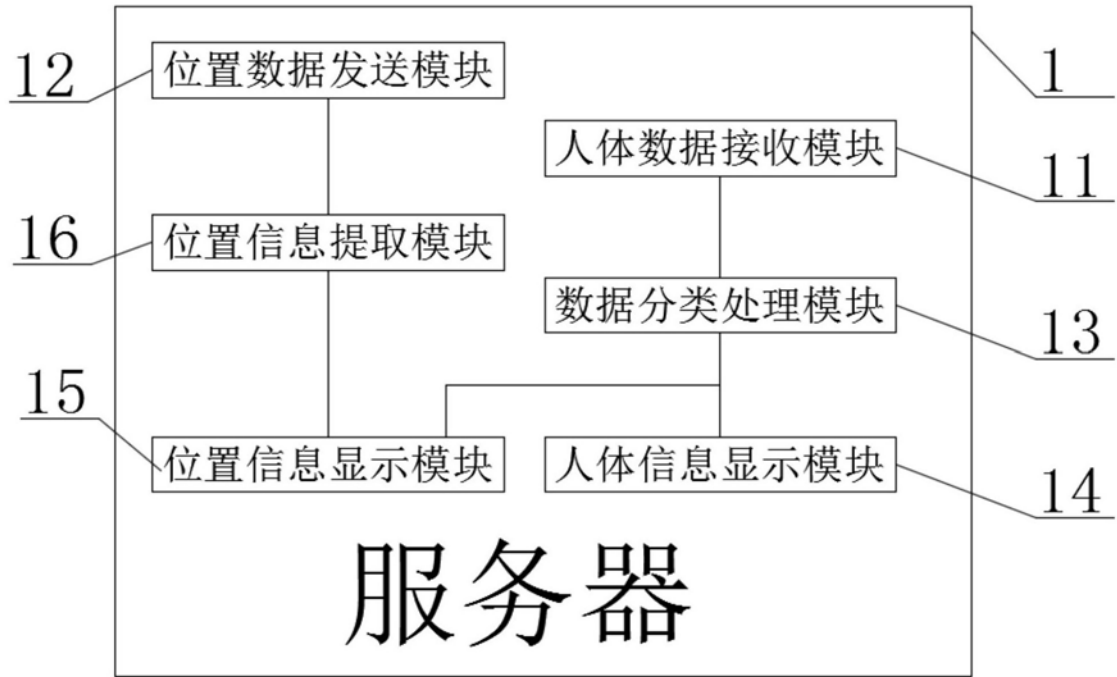 12
位置数据发送模块
1
人体数据接收模块
11
16
位置信息提取模块
数据分类处理模块
13
15
位置信息显示模块
人体信息显示模块
14
服务器